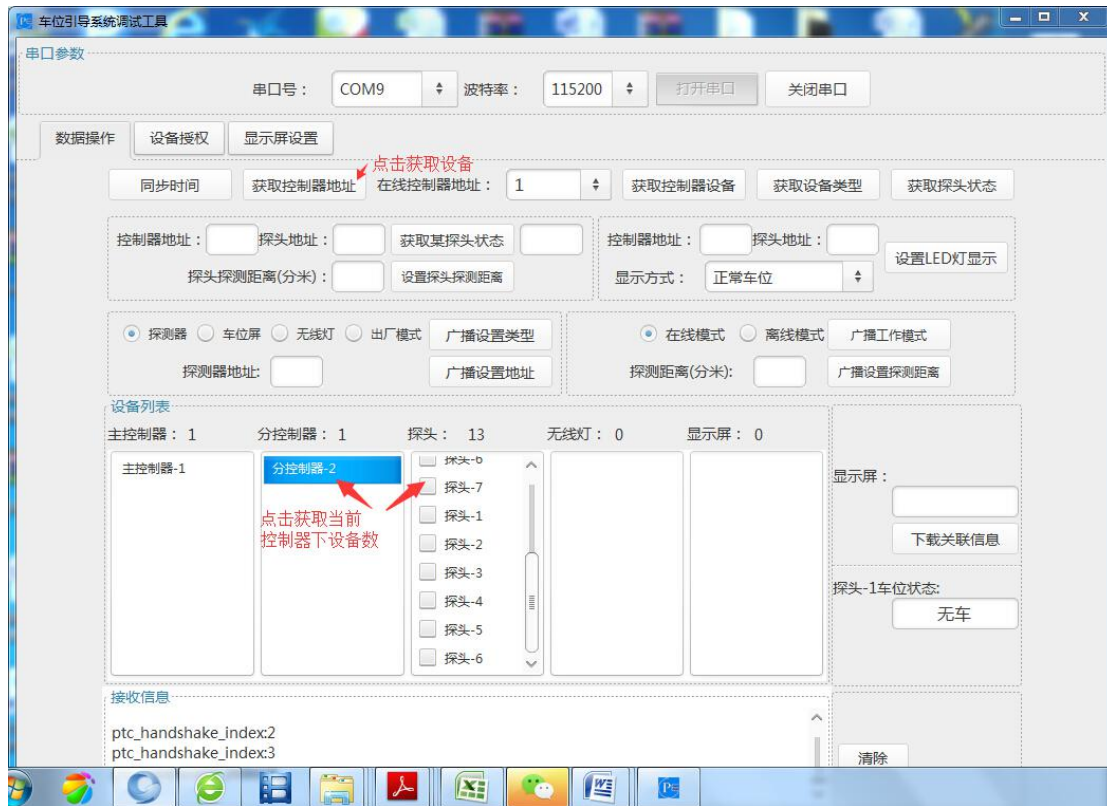 车位引导系统调试工具
串口参数
串口号： COM9 波特率： 115200 打开串口 关闭串口
数据操作 设备授权 显示屏设置
点击获取设备
同步时间 获取控制器地址 在线控制器地址： 1 获取控制器设备 获取设备类型 获取探头状态
控制器地址： 探头地址： 获取某探头状态 控制器地址： 探头地址：
设置LED灯显示
探头探测距离(分米)： 设置探头探测距离 显示方式： 正常车位
探测器 车位屏 无线灯 出厂模式 广播设置类型 在线模式 离线模式 广播工作模式
探测器地址: 广播设置地址 探测距离(分米): 广播设置探测距离
设备列表
主控制器： 1 分控制器： 1 探头： 13 无线灯： 0 显示屏： 0
主控制器-1 分控制器-2 探头-6
显示屏：
探头-7
点击获取当前
控制器下设备数
探头-1
探头-2
下载关联信息
探头-3
探头-1车位状态:
探头-4
无车
探头-5
探头-6
接收信息
ptc_handshake_index:2
ptc_handshake_index:3
清除